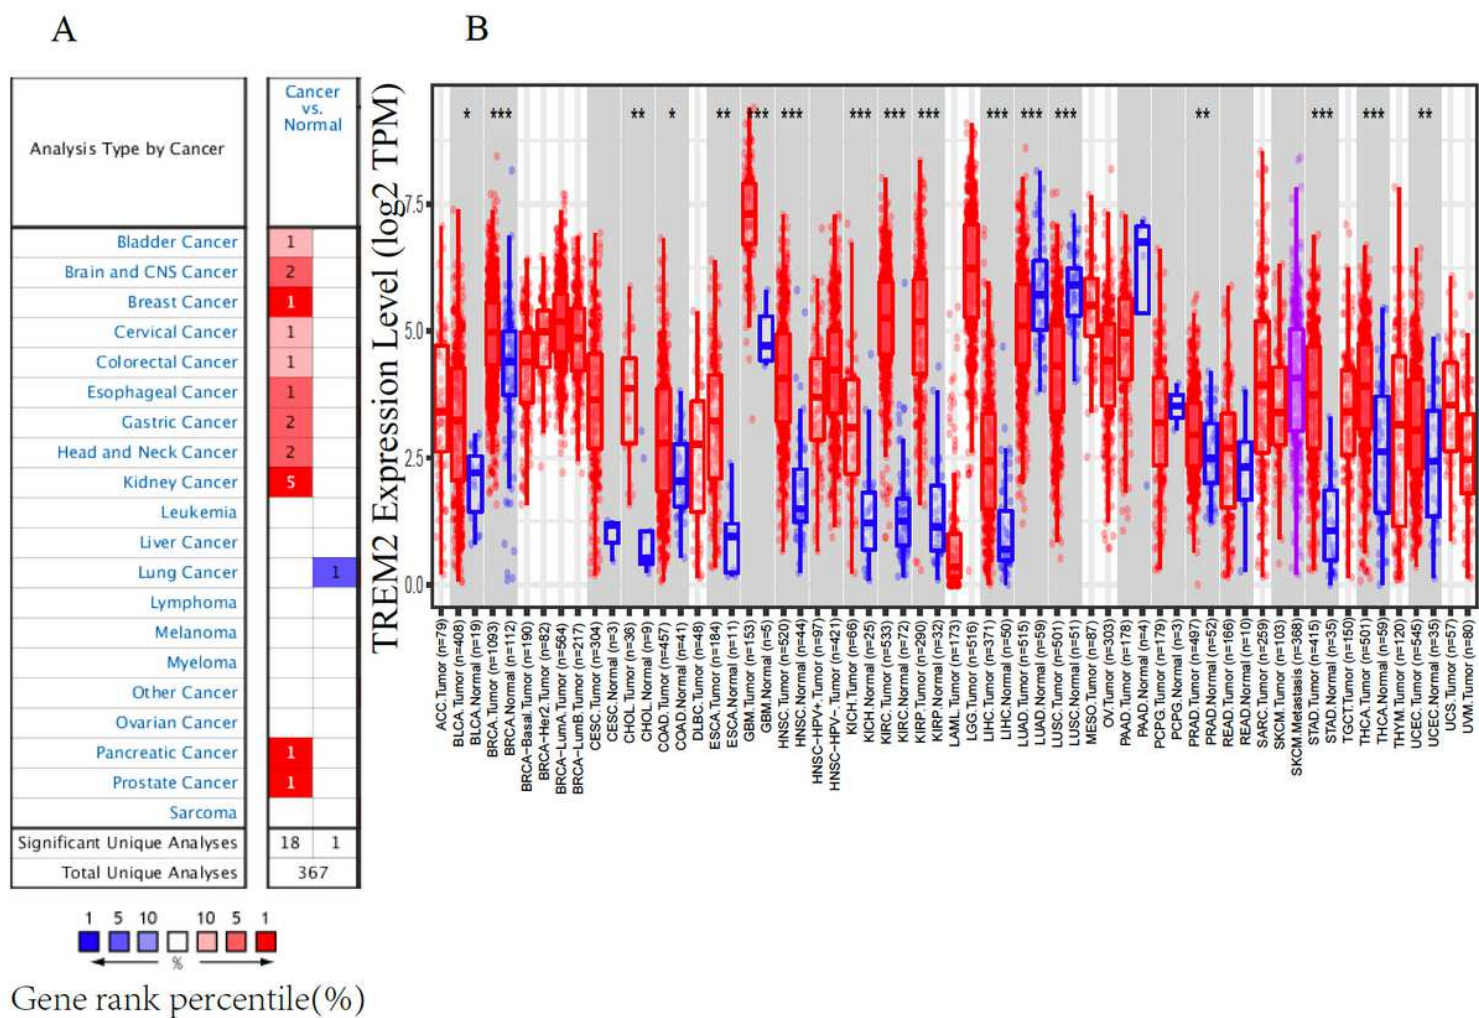 A
B
Analysis Type by Cancer
Cancer
vs.
Normal
Bladder Cancer 1
Brain and CNS Cancer 2
Breast Cancer 1
Cervical Cancer 1
Colorectal Cancer 1
Esophageal Cancer 1
Gastric Cancer 2
Head and Neck Cancer 2
Kidney Cancer 5
Leukemia
Liver Cancer
Lung Cancer 1
Lymphoma
Melanoma
Myeloma
Other Cancer
Ovarian Cancer
Pancreatic Cancer 1
Prostate Cancer 1
Sarcoma
Significant Unique Analyses 18 1
Total Unique Analyses 367
1 5 10 10 5 1
%
Gene rank percentile(%)
TREM2 Expression Level (log2 TPM)
* *** ** * ** *** *** *** *** *** *** *** *** ** *** *** **
7.5
5.0
2.5
0.0
ACC.Tumor (n=79)
BLCA.Tumor (n=408)
BLCA.Normal (n=19)
BRCA.Tumor (n=1093)
BRCA.Normal (n=112)
BRCA-Basal.Tumor (n=190)
BRCA-Her2.Tumor (n=82)
BRCA-LumA.Tumor (n=564)
BRCA-LumB.Tumor (n=217)
CESC.Tumor (n=304)
CESC.Normal (n=3)
CHOL.Tumor (n=36)
CHOL.Normal (n=9)
COAD.Tumor (n=457)
COAD.Normal (n=41)
DLBC.Tumor (n=48)
ESCA.Tumor (n=184)
ESCA.Normal (n=11)
GBM.Tumor (n=153)
GBM.Normal (n=5)
HNSC.Tumor (n=520)
HNSC.Normal (n=44)
HNSC-HPV+.Tumor (n=97)
HNSC-HPV-.Tumor (n=421)
KICH.Tumor (n=66)
KICH.Normal (n=25)
KIRC.Tumor (n=533)
KIRC.Normal (n=72)
KIRP.Tumor (n=290)
KIRP.Normal (n=32)
LAML.Tumor (n=173)
LGG.Tumor (n=516)
LIHC.Tumor (n=371)
LIHC.Normal (n=50)
LUAD.Tumor (n=515)
LUAD.Normal (n=59)
LUSC.Tumor (n=501)
LUSC.Normal (n=51)
MESO.Tumor (n=87)
OV.Tumor (n=303)
PAAD.Tumor (n=178)
PAAD.Normal (n=4)
PCPG.Tumor (n=179)
PCPG.Normal (n=3)
PRAD.Tumor (n=497)
PRAD.Normal (n=52)
READ.Tumor (n=166)
READ.Normal (n=10)
SARC.Tumor (n=259)
SKCM.Tumor (n=103)
SKCM.Metastasis (n=368)
STAD.Tumor (n=415)
STAD.Normal (n=35)
TGCT.Tumor (n=150)
THCA.Tumor (n=501)
THCA.Normal (n=59)
THYM.Tumor (n=120)
UCEC.Tumor (n=545)
UCEC.Normal (n=35)
UCS.Tumor (n=57)
UVM.Tumor (n=80)